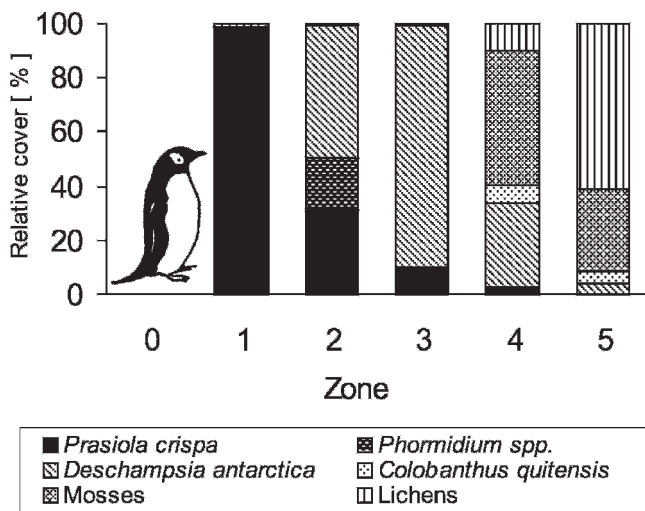 Relative cover [ % ]
100
80
60
40
20
0
0 1 2 3 4 5
Zone
Prasiola crispa Phormidium spp.
Deschampsia antarctica Colobanthus quitensis
Mosses Lichens